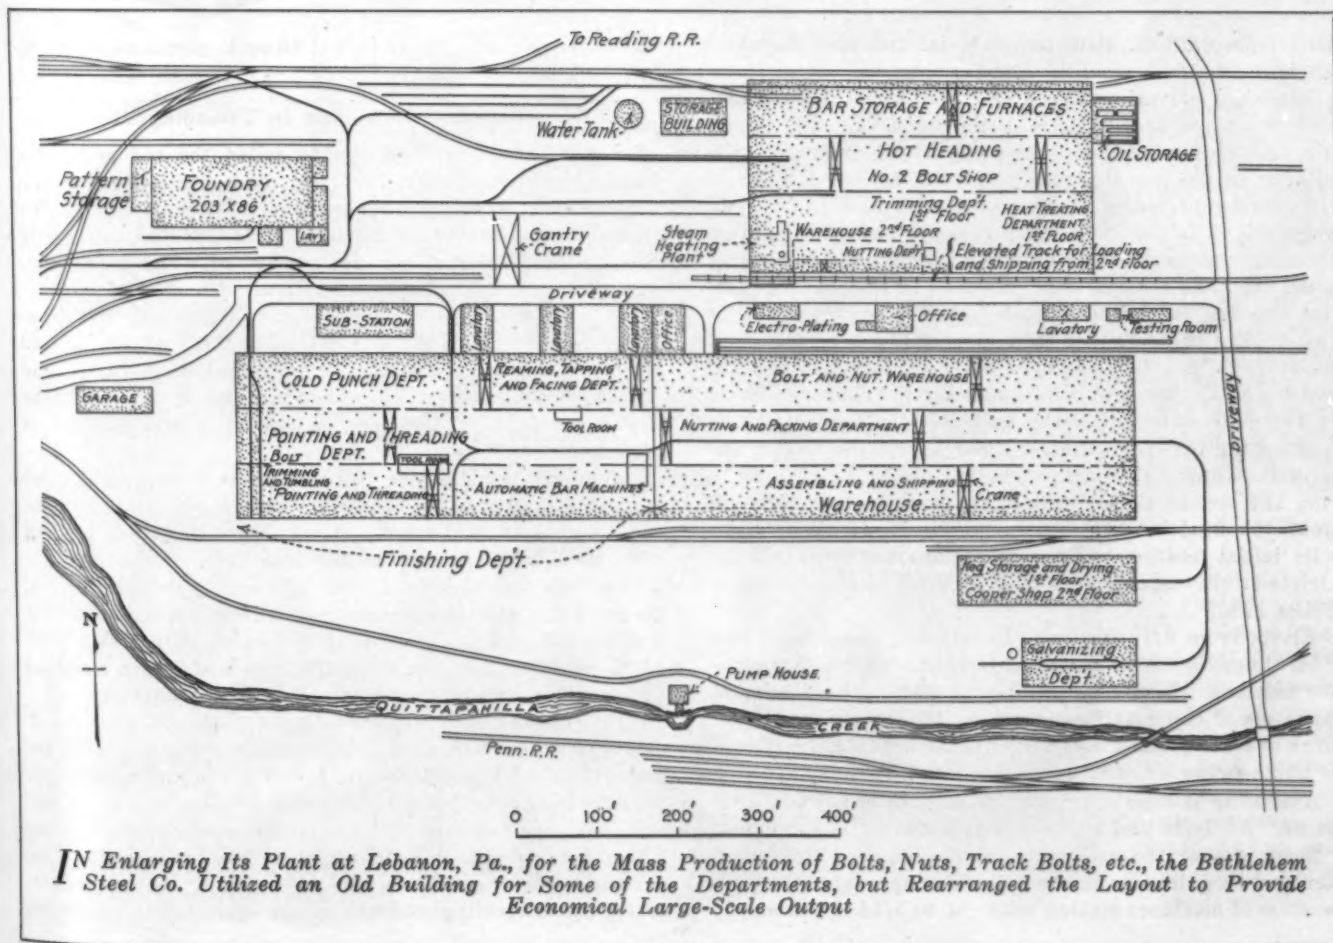 To Reading R.R.
Water Tank
STORAGE
BUILDING
BAR STORAGE AND FURNACES
OIL STORAGE
HOT HEADING
No. 2 BOLT SHOP
Pattern
Storage
FOUNDRY
203' X 86'
Lav'y
Gantry
Crane
Steam
Heating
Plant
Trimming Dept.
1st Floor
HEAT TREATING
DEPARTMENT
1st FLOOR
WAREHOUSE 2nd FLOOR
NUTTING DEPT.
Elevated Track for Loading
and Shipping from 2nd Floor
Driveway
SUB-STATION
Lavatory
Lavatory
Lavatory
Office
Electro-Plating
Office
Lavatory
Testing Room
GARAGE
COLD PUNCH DEPT.
REAMING, TAPPING
AND FACING DEPT.
BOLT AND NUT WAREHOUSE
DRIVEWAY
TOOL ROOM
POINTING AND THREADING
DEPT.
NUTTING AND PACKING DEPARTMENT
BOLT
TRIMMING
AND TUMBLING
TOOL ROOM
POINTING AND THREADING
AUTOMATIC BAR MACHINES
ASSEMBLING AND SHIPPING
Warehouse
Crane
Finishing Dep't.
Keg Storage and Drying
1st Floor
Cooper Shop 2nd Floor
N
Galvanizing
Dept.
PUMP HOUSE
QUITTAPAHILLA
CREEK
Penn. R.R.
0 100' 200' 300' 400'
IN Enlarging Its Plant at Lebanon, Pa., for the Mass Production of Bolts, Nuts, Track Bolts, etc., the Bethlehem
Steel Co. Utilized an Old Building for Some of the Departments, but Rearranged the Layout to Provide
Economical Large-Scale Output